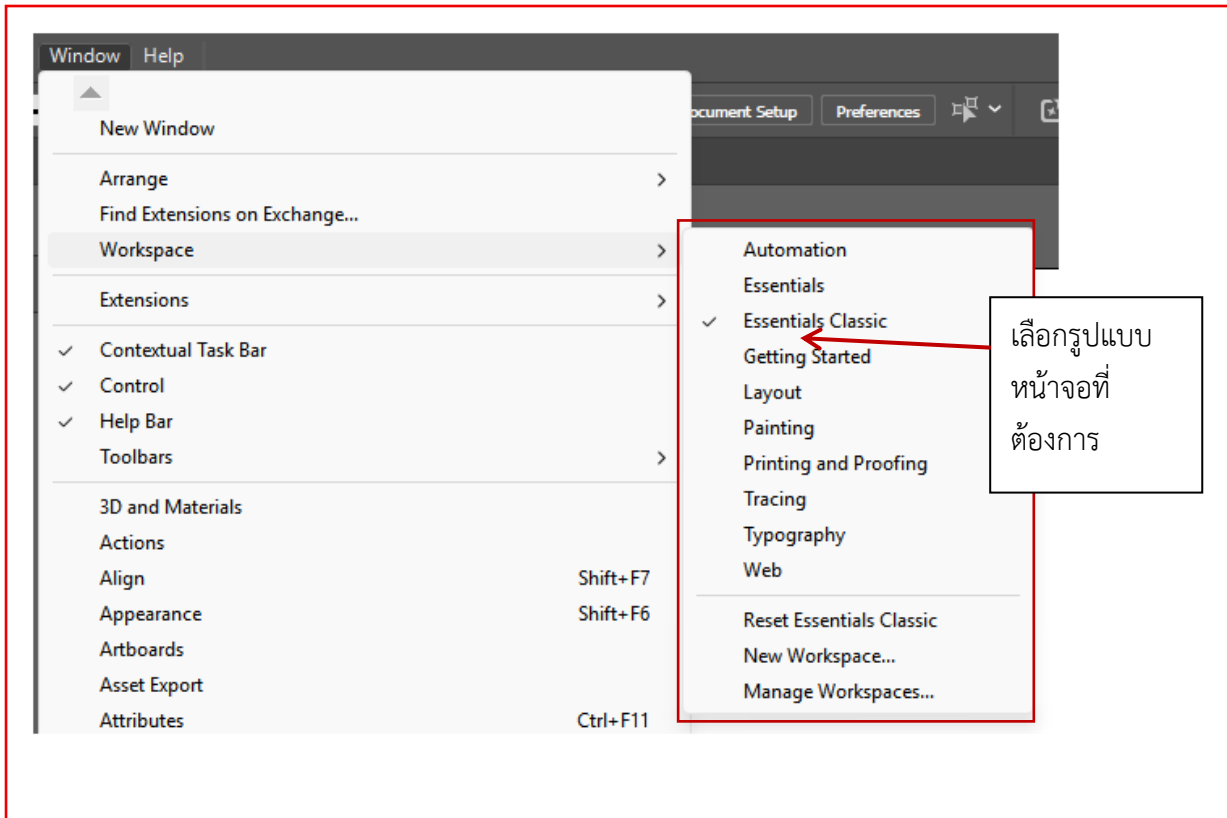 Window Help
ocument Setup Preferences
New Window
Arrange
Find Extensions on Exchange...
Workspace
Extensions
Contextual Task Bar
Control
Help Bar
Toolbars
3D and Materials
Actions
Align Shift+F7
Appearance Shift+F6
Artboards
Asset Export
Attributes Ctrl+F11
Automation
Essentials
Essentials Classic
Getting Started
Layout
Painting
Printing and Proofing
Tracing
Typography
Web
Reset Essentials Classic
New Workspace...
Manage Workspaces...
เลือกรูปแบบ
หน้าจอที่
ต้องการ